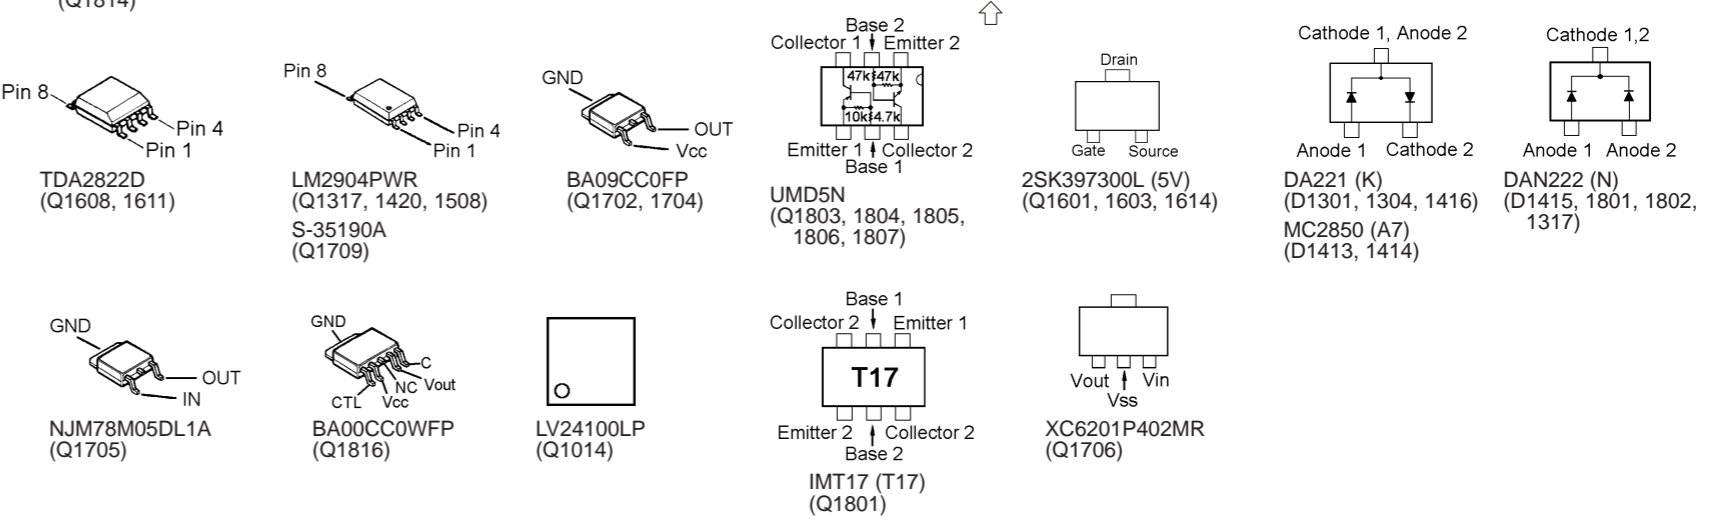 (Q1814)
Pin 8
Pin 4
Pin 1
TDA2822D
(Q1608, 1611)
Pin 8
Pin 4
Pin 1
LM2904PWR
(Q1317, 1420, 1508)
S-35190A
(Q1709)
GND
OUT
Vcc
BA09CC0FP
(Q1702, 1704)
Base 2
Collector 1 Emitter 2
47k 47k
10k 4.7k
Emitter 1 Collector 2
Base 1
UMD5N
(Q1803, 1804, 1805,
1806, 1807)
Drain
Gate Source
2SK397300L (5V)
(Q1601, 1603, 1614)
Cathode 1, Anode 2
Anode 1 Cathode 2
DA221 (K)
(D1301, 1304, 1416)
MC2850 (A7)
(D1413, 1414)
Cathode 1,2
Anode 1 Anode 2
DAN222 (N)
(D1415, 1801, 1802,
1317)
GND
OUT
IN
NJM78M05DL1A
(Q1705)
GND
C
Vout
NC
Vcc
CTL
BA00CC0WFP
(Q1816)
LV24100LP
(Q1014)
Base 1
Collector 2 Emitter 1
T17
Emitter 2 Collector 2
Base 2
IMT17 (T17)
(Q1801)
Vout Vin
Vss
XC6201P402MR
(Q1706)